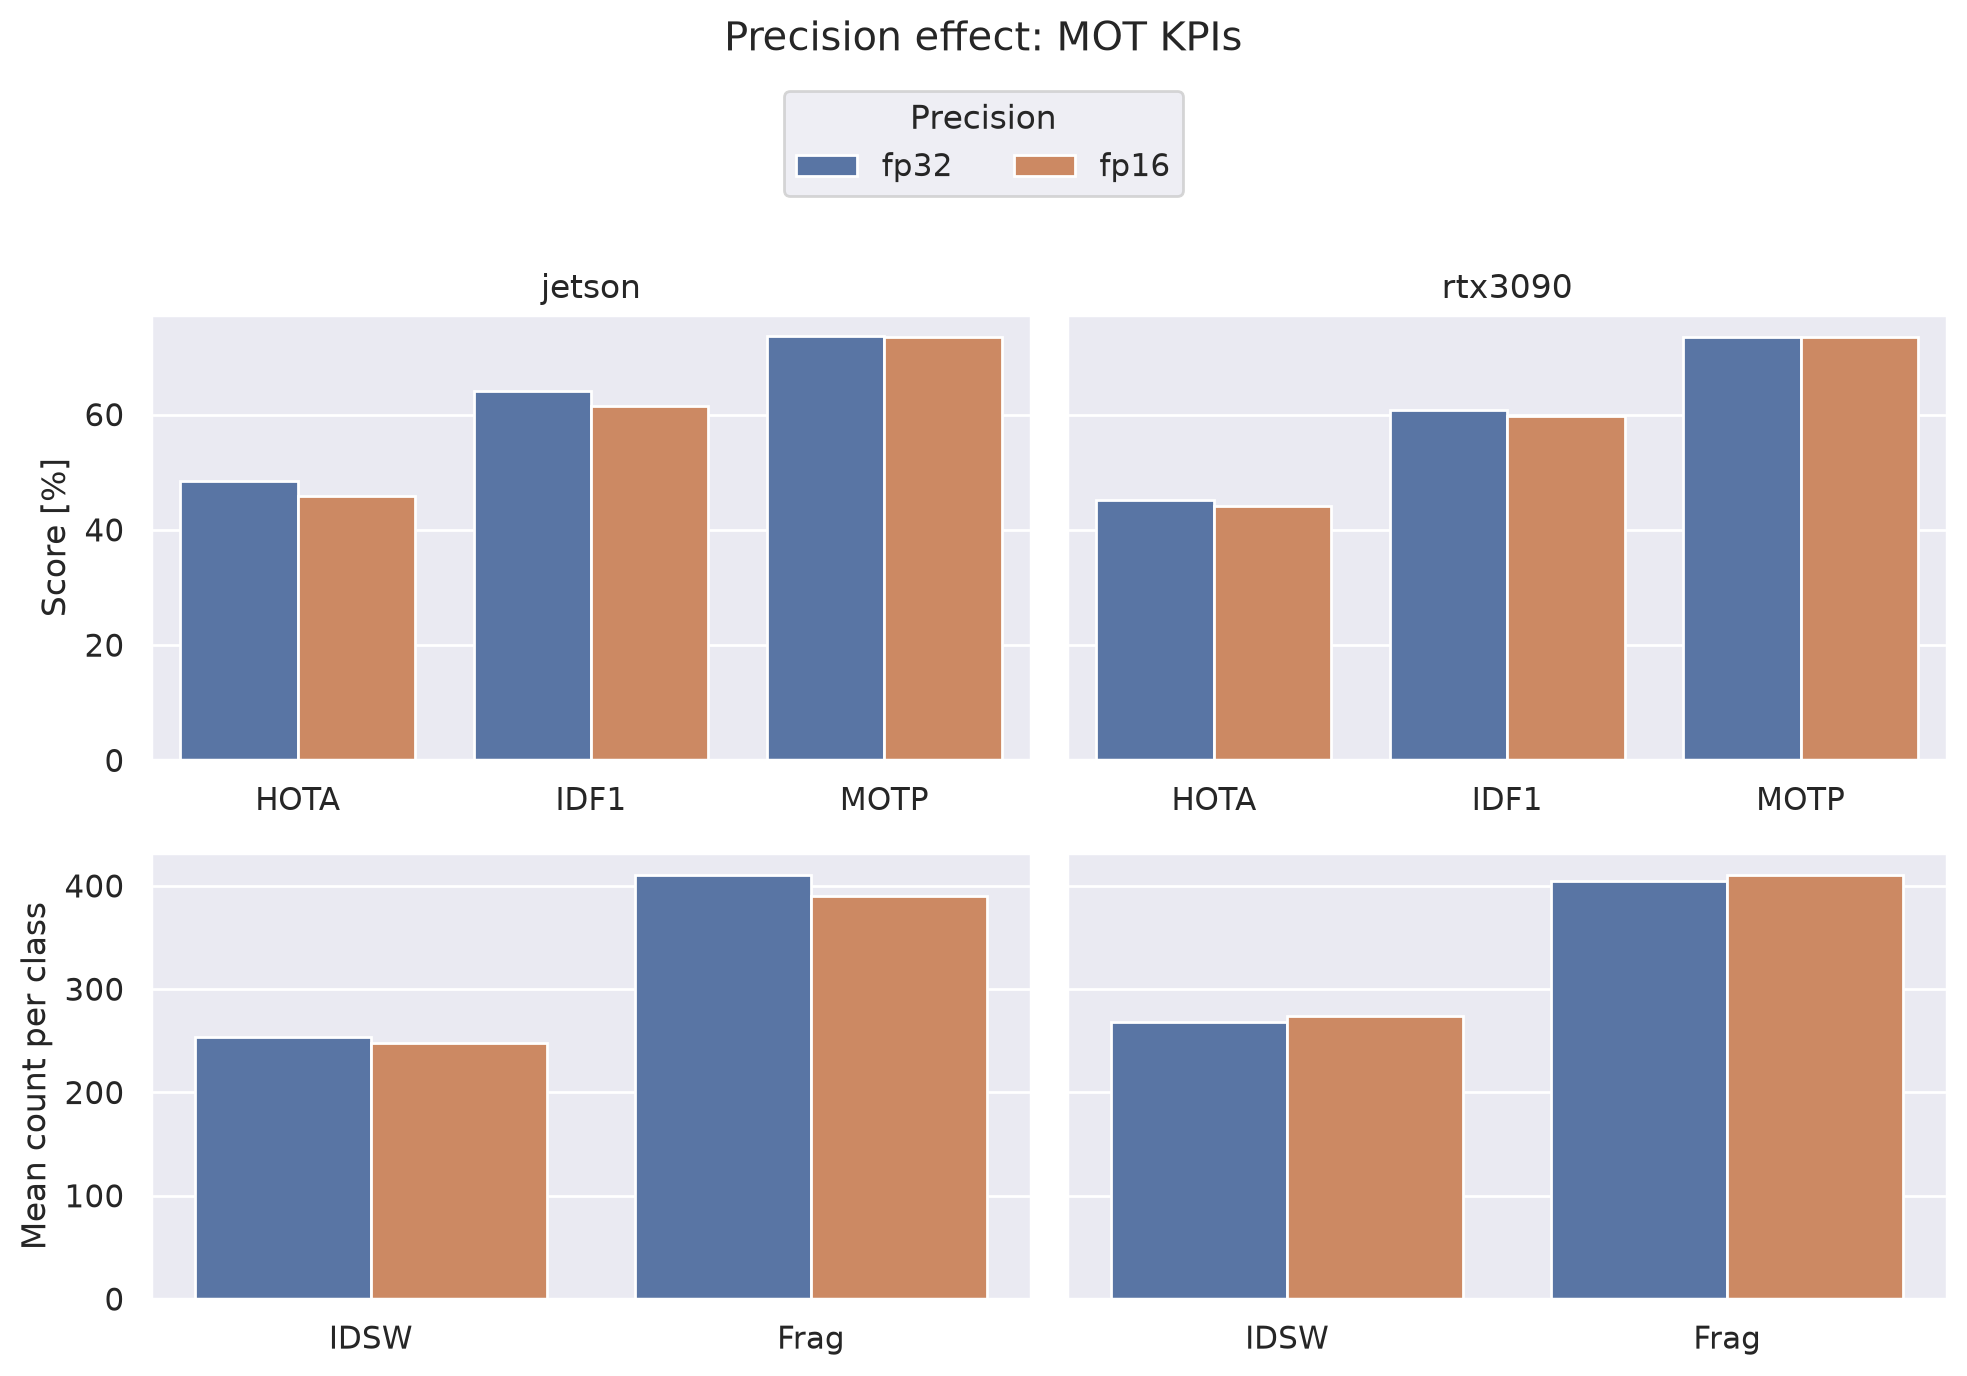 Precision effect: MOT KPIs
Precision
fp32 fp16
jetson rtx3090
Score [%]
60
40
20
0
HOTA IDF1 MOTP HOTA IDF1 MOTP
Mean count per class
400
300
200
100
0
IDSW Frag IDSW Frag